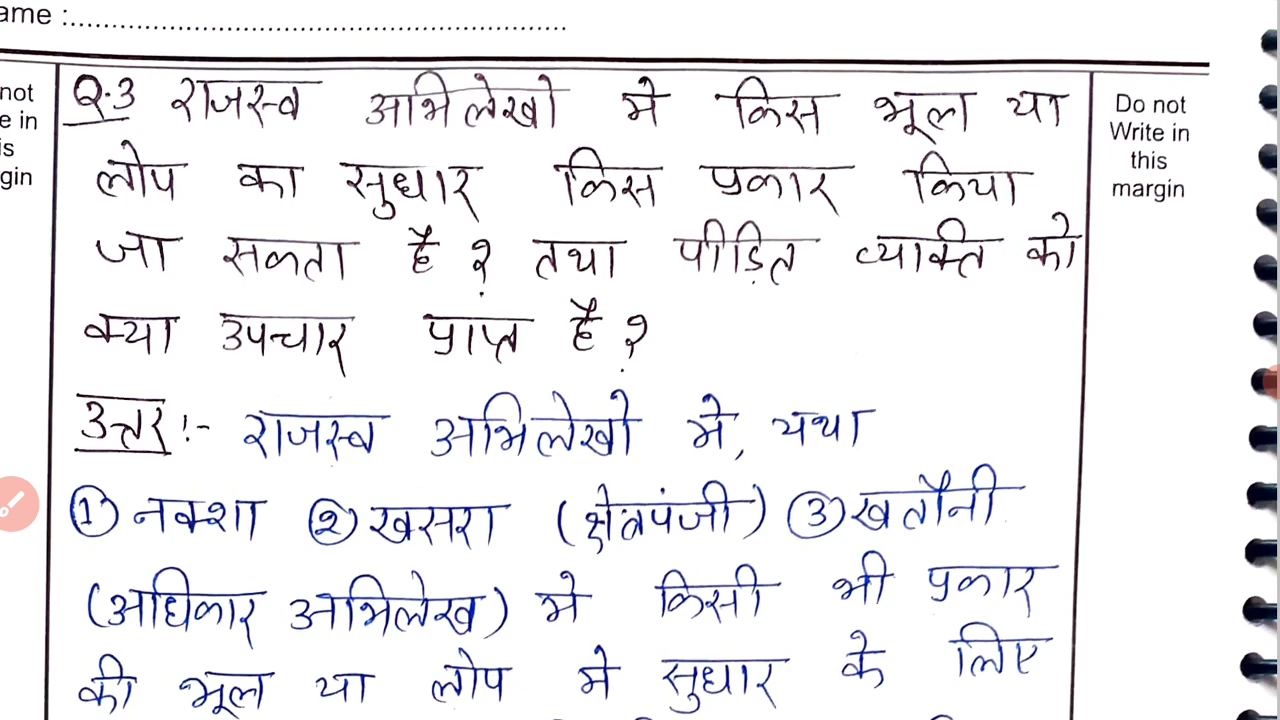 ame :
not
e in
is
gin
Q.3 राजस्व अभिलेखो मे किस भूल या
लोप का सुधार किस प्रकार किया
जा सकता है ? तथा पीड़ित व्यक्ति को
क्या उपचार प्राप्त है ?
उत्तर :- राजस्व अभिलेखो मे, यथा
① नक्शा ② खसरा (क्षेत्रपंजी) ③ खतौनी
(अधिकार अभिलेख) मे किसी भी प्रकार
की भूल या लोप मे सुधार के लिए
Do not
Write in
this
margin